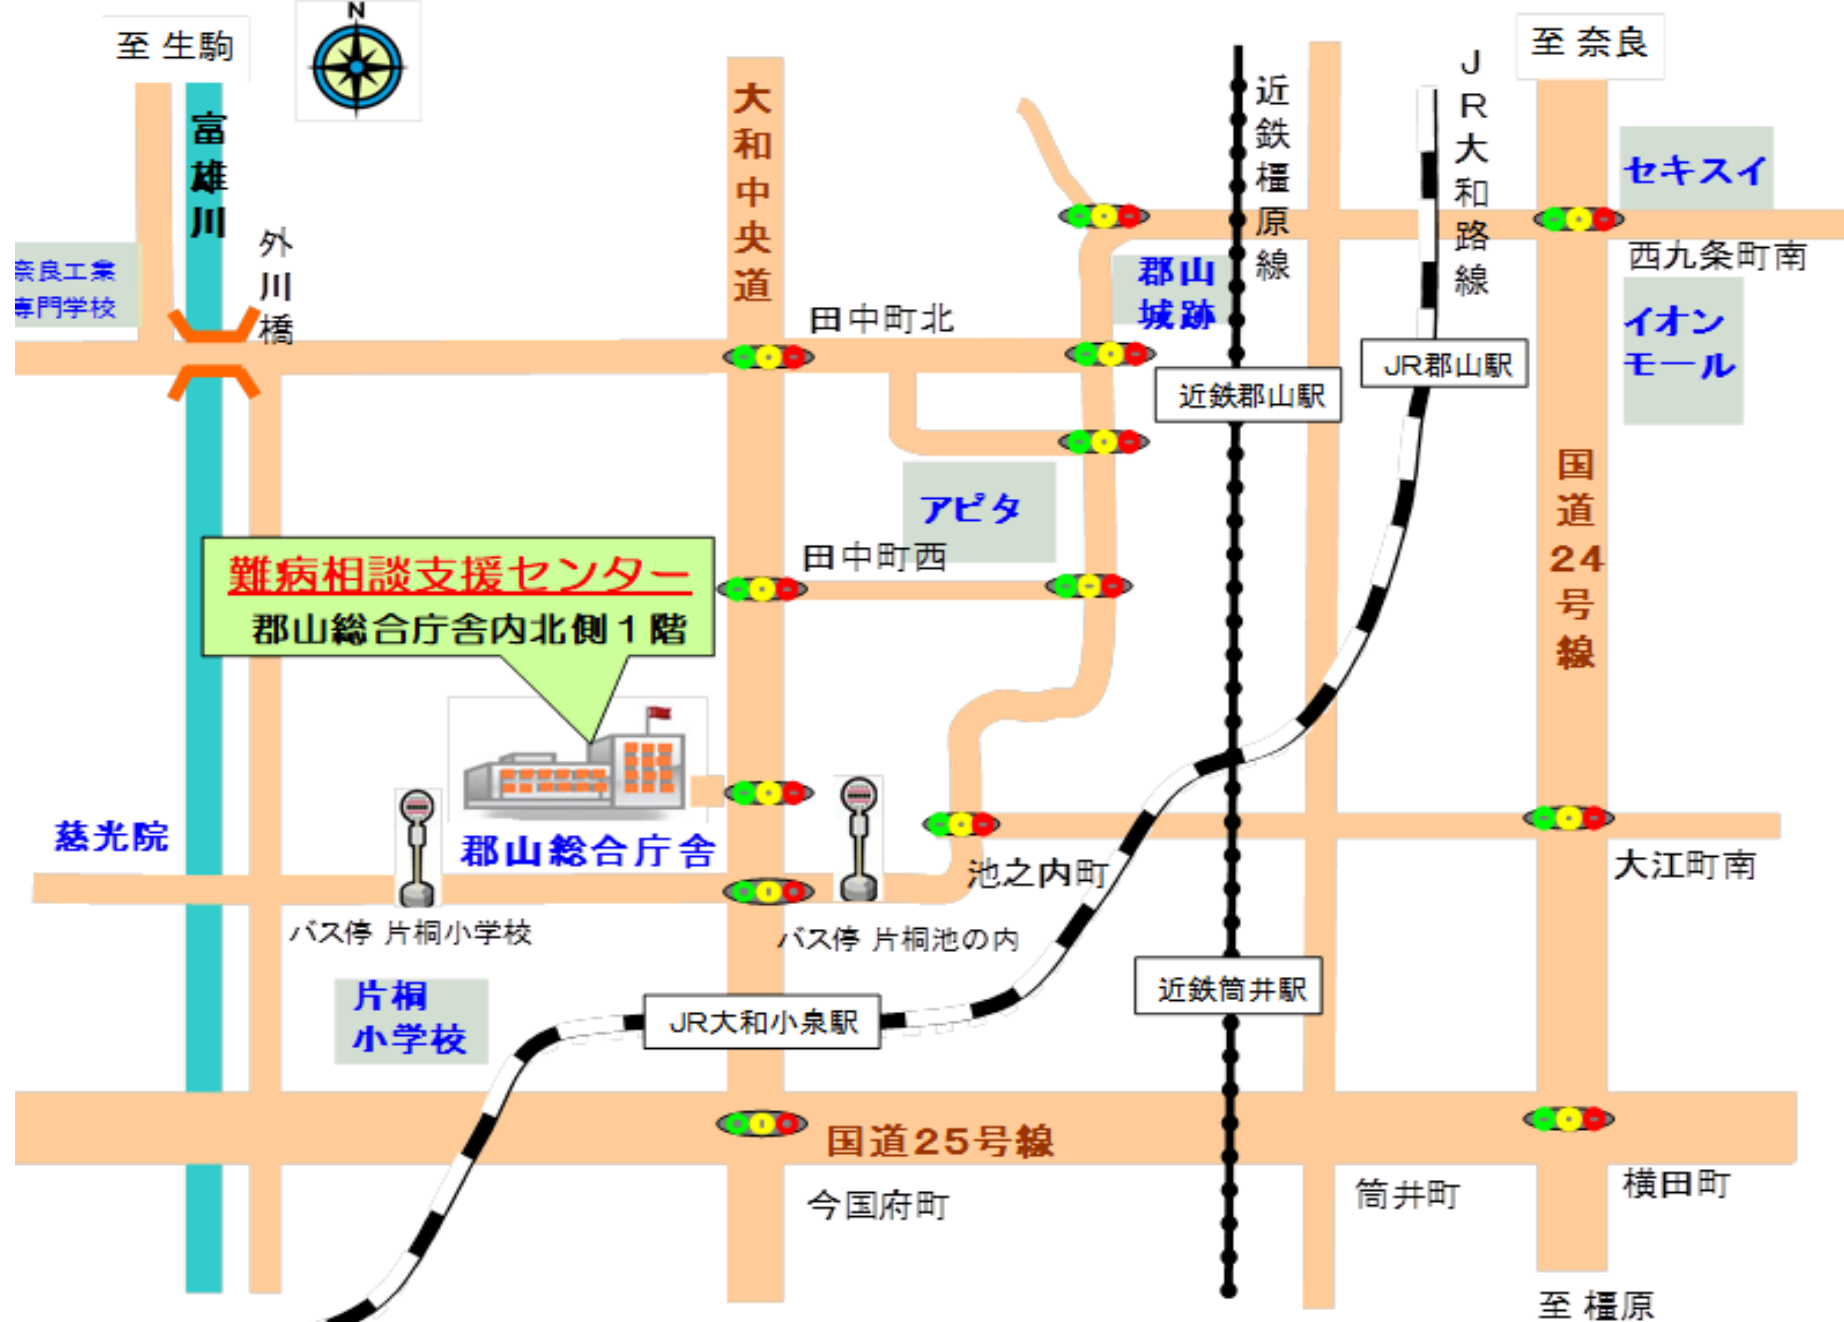 N
至 生駒
至 奈良
富雄川
大和中央道
近鉄橿原線
JR大和路線
セキスイ
外川橋
西九条町南
奈良工業
専門学校
郡山
城跡
田中町北
イオン
モール
JR郡山駅
近鉄郡山駅
国道24号線
アピタ
田中町西
難病相談支援センター
郡山総合庁舎内北側1階
慈光院
郡山総合庁舎
池之内町
大江町南
バス停 片桐小学校
バス停 片桐池の内
片桐
小学校
近鉄筒井駅
JR大和小泉駅
国道25号線
今国府町
筒井町
横田町
至 橿原